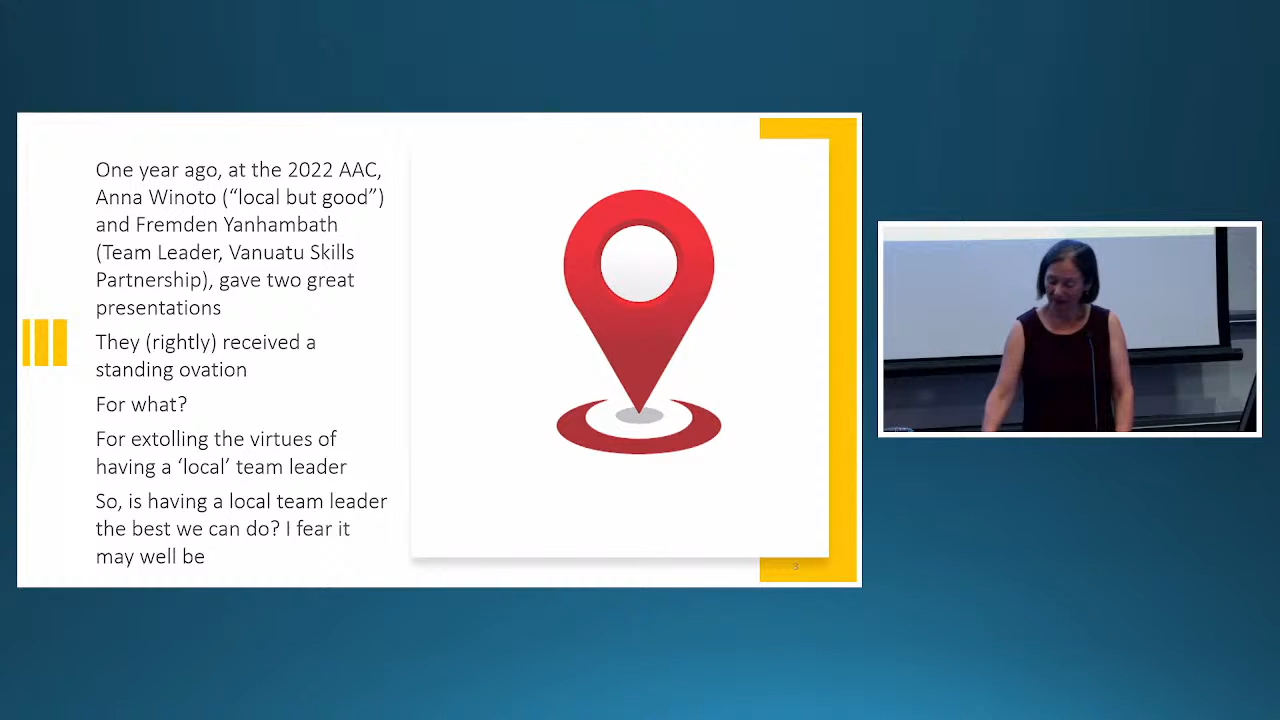 One year ago, at the 2022 AAC,
Anna Winoto (“local but good”)
and Fremden Yanhambath
(Team Leader, Vanuatu Skills
Partnership), gave two great
presentations
They (rightly) received a
standing ovation
For what?
For extolling the virtues of
having a ‘local’ team leader
So, is having a local team leader
the best we can do? I fear it
may well be
3